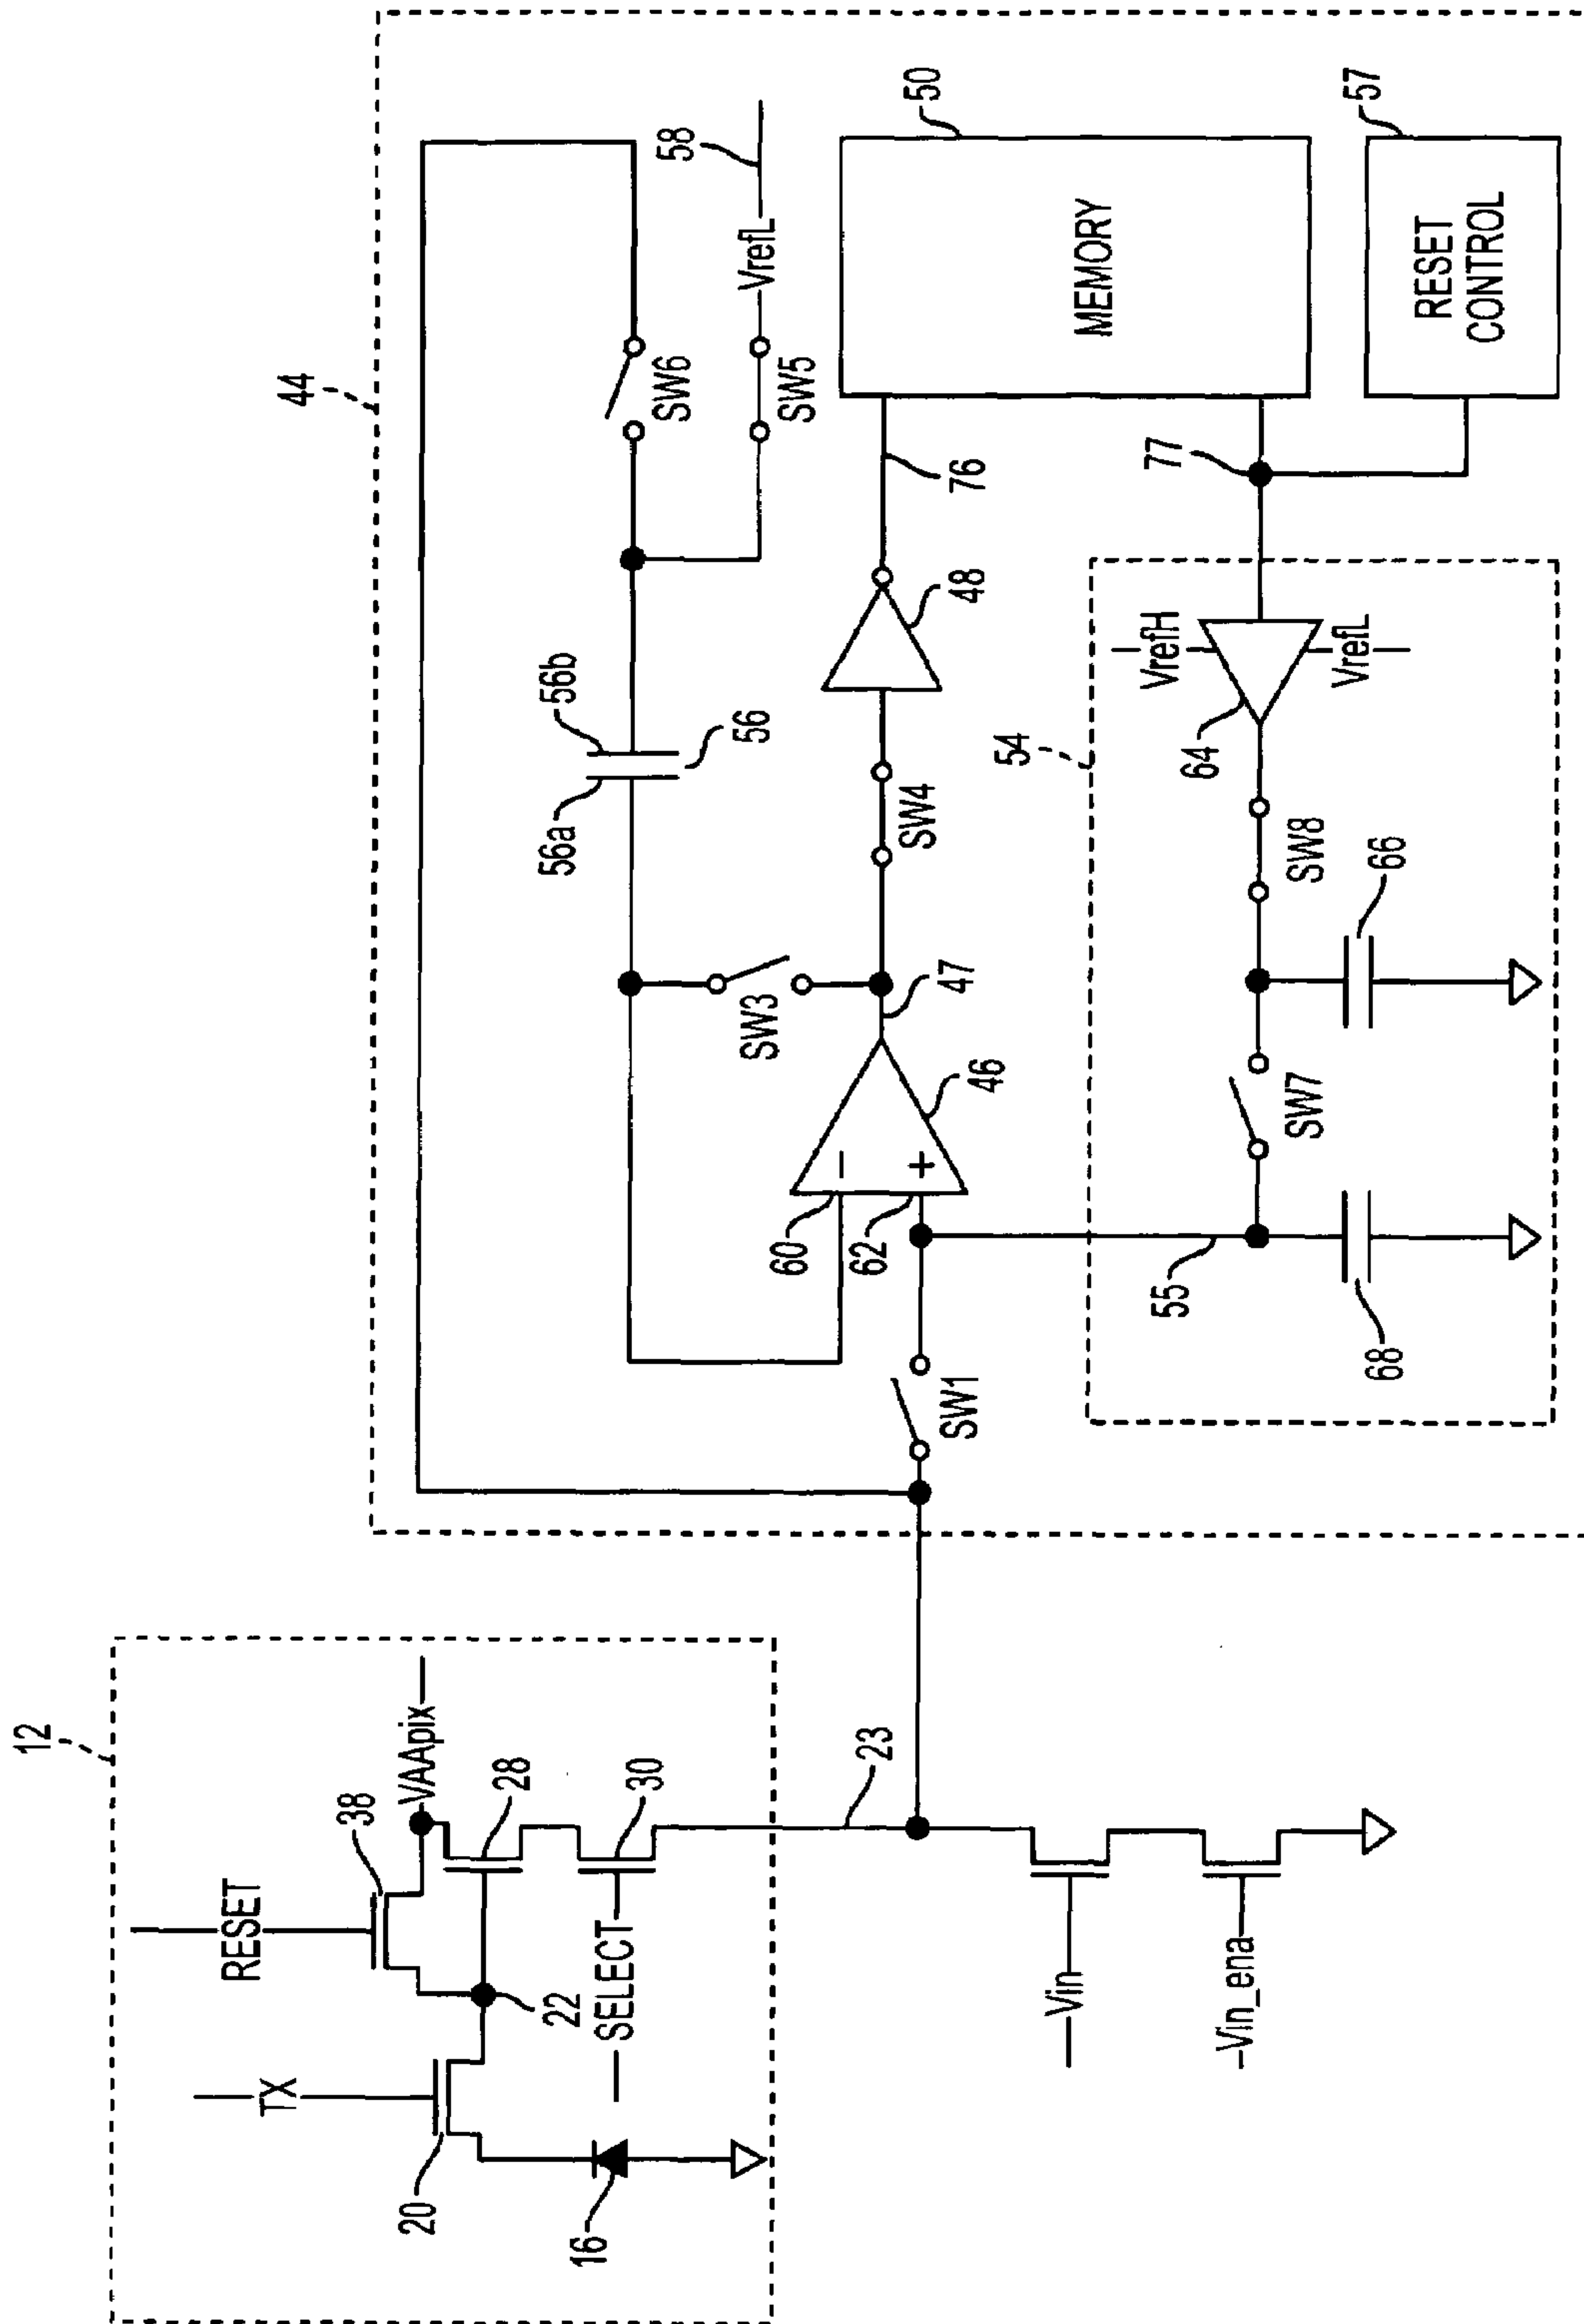 12
RESET
38
VAApix
TX
20
22
28
16
SELECT
30
23
Vin
Vin_ena
44
SW1
60
62
−
+
46
47
SW3
56a
56b
56
SW4
48
SW6
SW5
VrefL
58
76
MEMORY
50
77
RESET
CONTROL
57
54
55
68
SW7
66
SW8
64
VrefH
VrefL